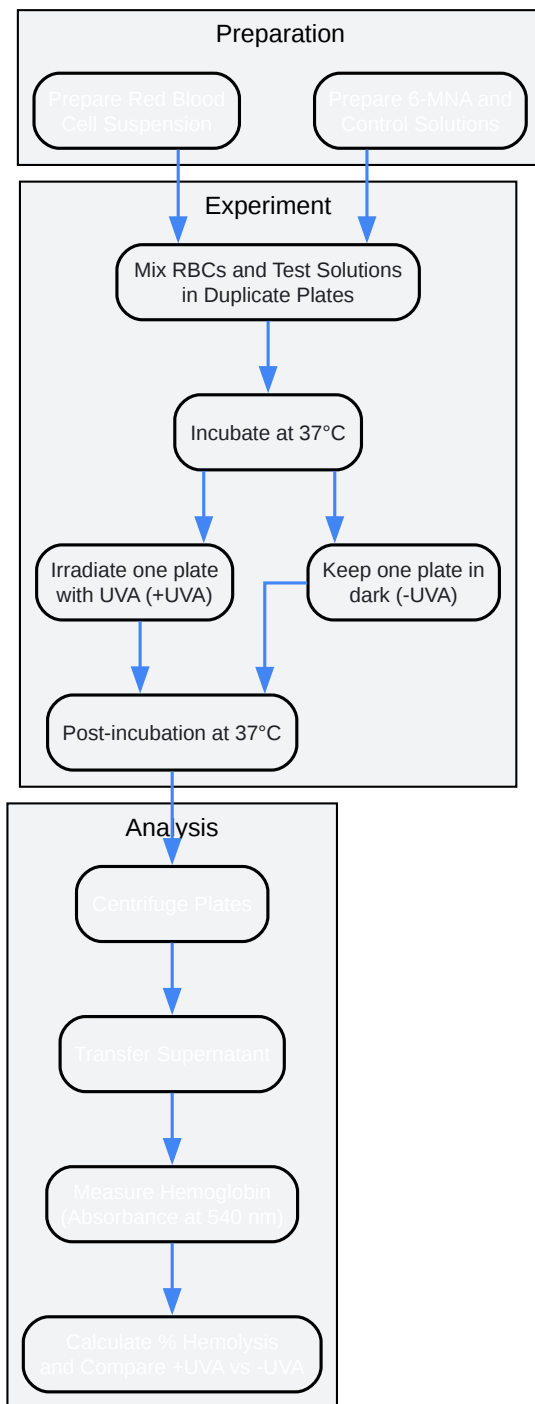 Preparation
Prepare Red Blood
Cell Suspension
Prepare 6-MNA and
Control Solutions
Experiment
Mix RBCs and Test Solutions
in Duplicate Plates
Incubate at 37°C
Irradiate one plate
with UVA (+UVA)
Keep one plate in
dark (-UVA)
Post-incubation at 37°C
Analysis
Centrifuge Plates
Transfer Supernatant
Measure Hemoglobin
(Absorbance at 540 nm)
Calculate % Hemolysis
and Compare +UVA vs -UVA